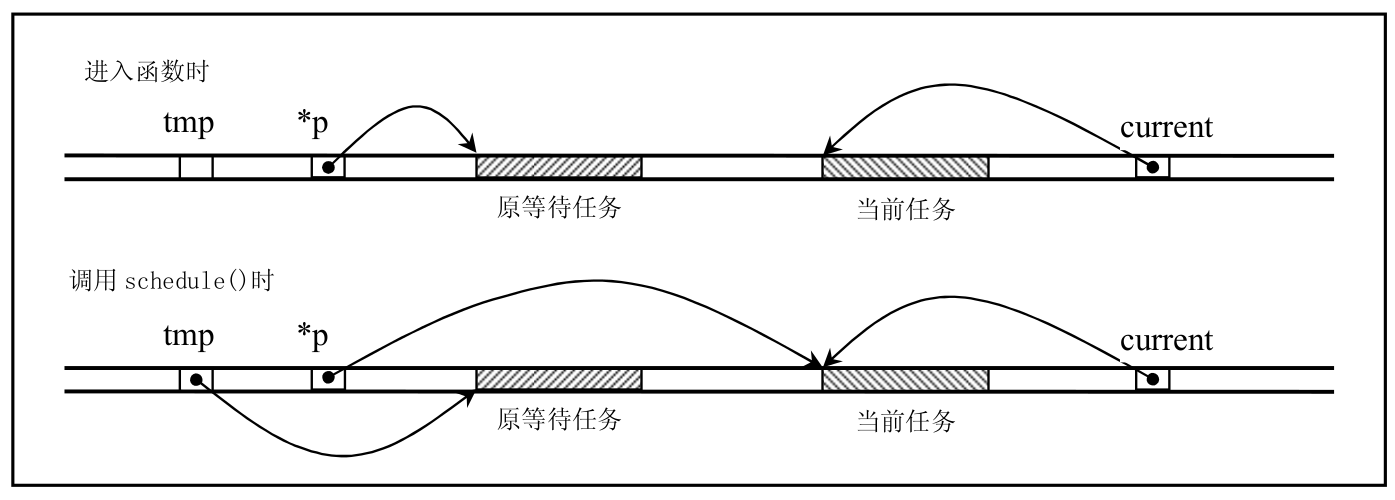 进入函数时
tmp *p current
原等待任务 当前任务
调用 schedule()时
tmp *p current
原等待任务 当前任务